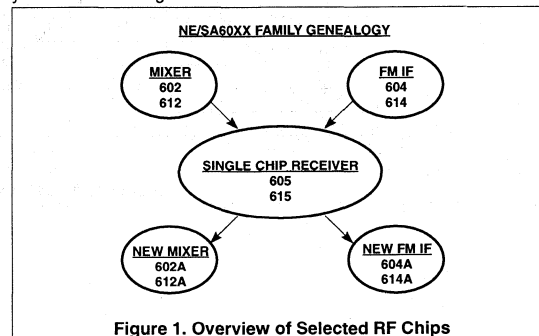 NE/SA60XX FAMILY GENEALOGY
MIXER
602
612
FM IF
604
614
SINGLE CHIP RECEIVER
605
615
NEW MIXER
602A
612A
NEW FM IF
604A
614A
Figure 1. Overview of Selected RF Chips